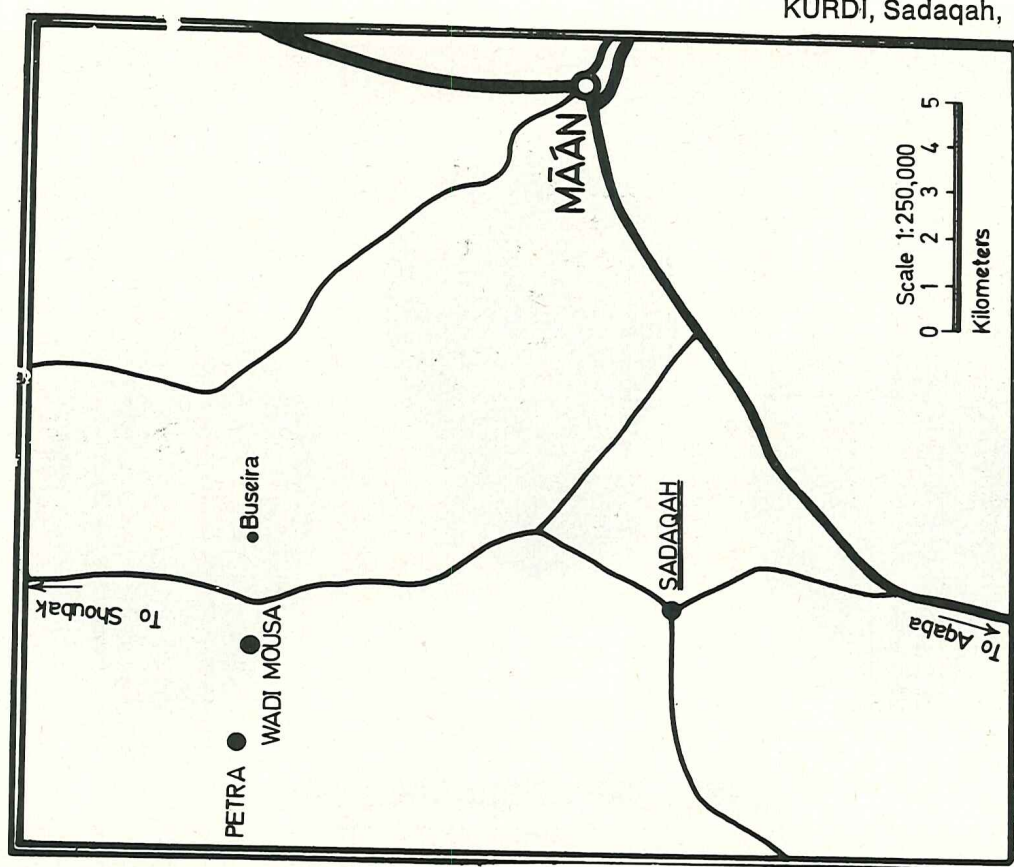 KURDI, Sadaqah,
MĀÁN
Scale 1:250,000
0 1 2 3 4 5
Kilometers
Buseira
To Shoubak
WADI MOUSA
PETRA
SADAQAH
To Aqaba